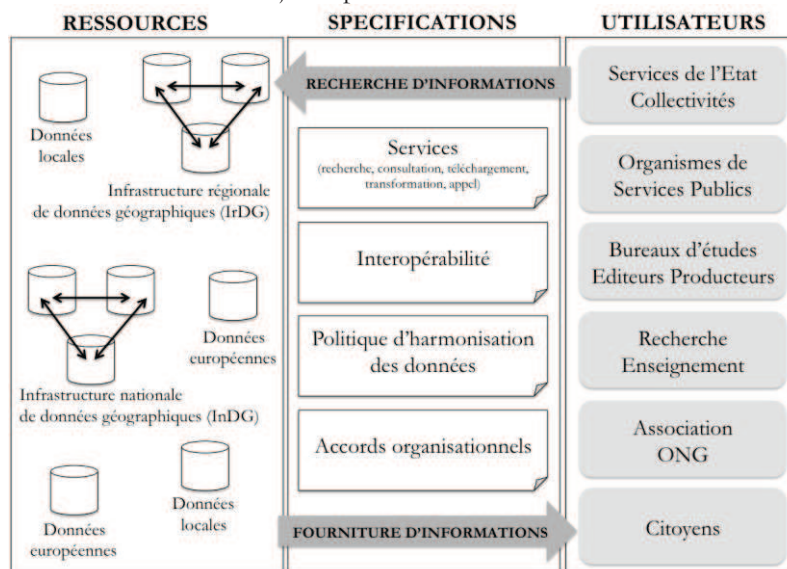 RESSOURCES
SPECIFICATIONS
UTILISATEURS
Données
locales
Infrastructure régionale
de données géographiques (IrDG)
Données
européennes
Infrastructure nationale
de données géographiques (InDG)
Données
locales
Données
européennes
RECHERCHE D'INFORMATIONS
Services
(recherche, consultation, téléchargement,
transformation, appel)
Interopérabilité
Politique d'harmonisation
des données
Accords organisationnels
FOURNITURE D'INFORMATIONS
Services de l'Etat
Collectivités
Organismes de
Services Publics
Bureaux d'études
Editeurs Producteurs
Recherche
Enseignement
Association
ONG
Citoyens